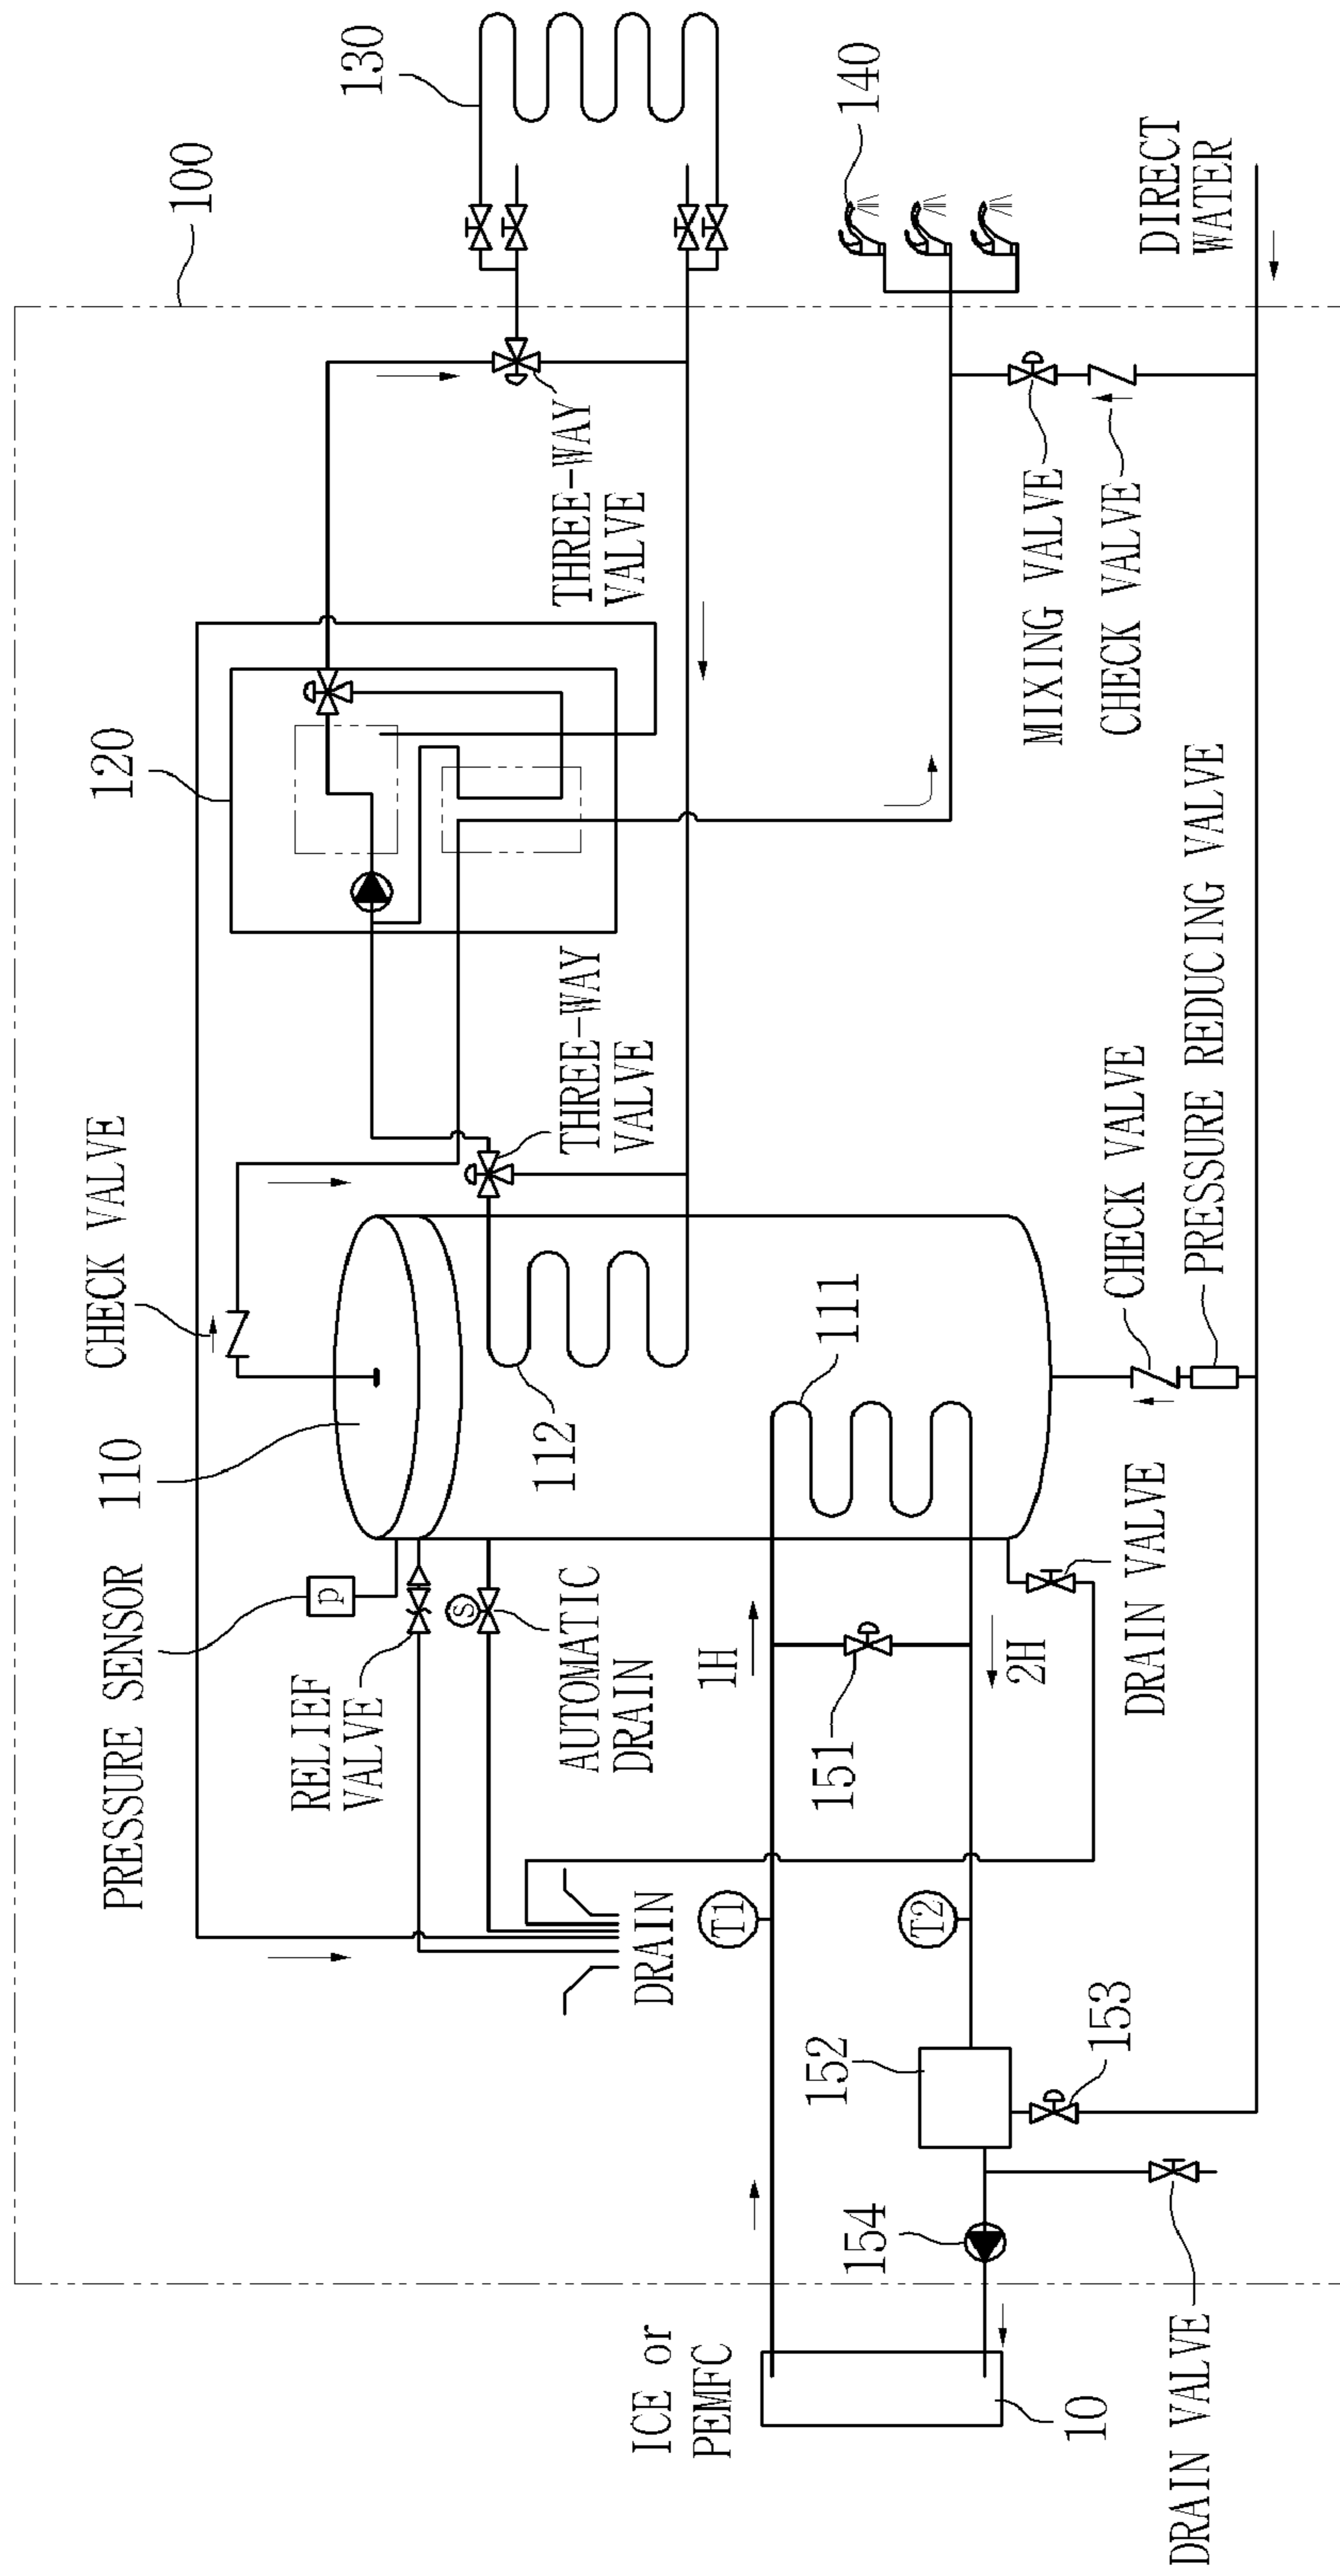 100
130
120
CHECK VALVE
110
PRESSURE SENSOR
P
RELIEF
VALVE
S
AUTOMATIC
DRAIN
112
THREE-WAY
VALVE
THREE-WAY
VALVE
140
DIRECT
WATER
MIXING VALVE
CHECK VALVE
111
CHECK VALVE
PRESSURE REDUCING VALVE
DRAIN VALVE
1H
2H
151
DRAIN
T1
T2
152
153
154
ICE or
PEMFC
10
DRAIN VALVE